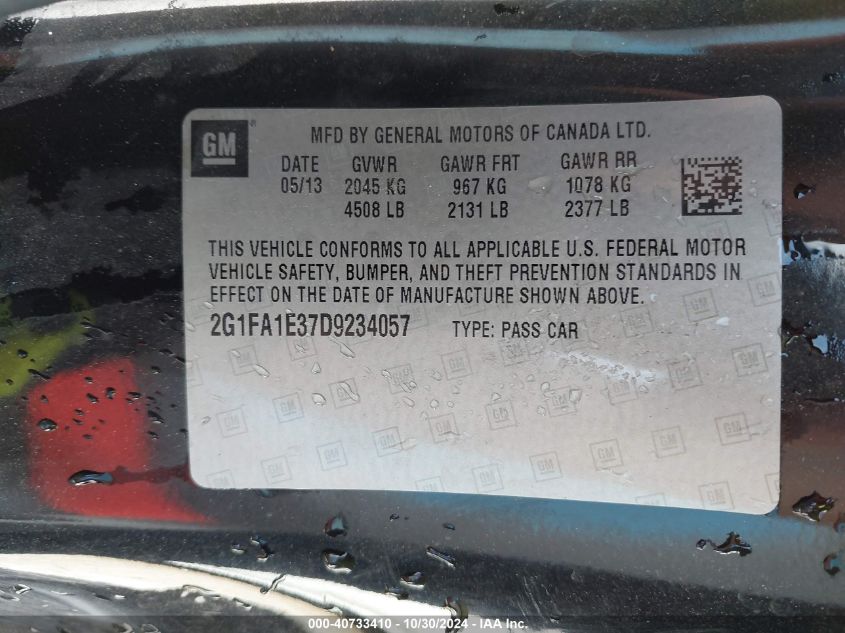 GM
MFD BY GENERAL MOTORS OF CANADA LTD.
DATE GVWR GAWR FRT GAWR RR
05/13 2045 KG 967 KG 1078 KG
4508 LB 2131 LB 2377 LB
THIS VEHICLE CONFORMS TO ALL APPLICABLE U.S. FEDERAL MOTOR
VEHICLE SAFETY, BUMPER, AND THEFT PREVENTION STANDARDS IN
EFFECT ON THE DATE OF MANUFACTURE SHOWN ABOVE.
2G1FA1E37D9234057 TYPE: PASS CAR
000-40733410 - 10/30/2024 - IAA Inc.